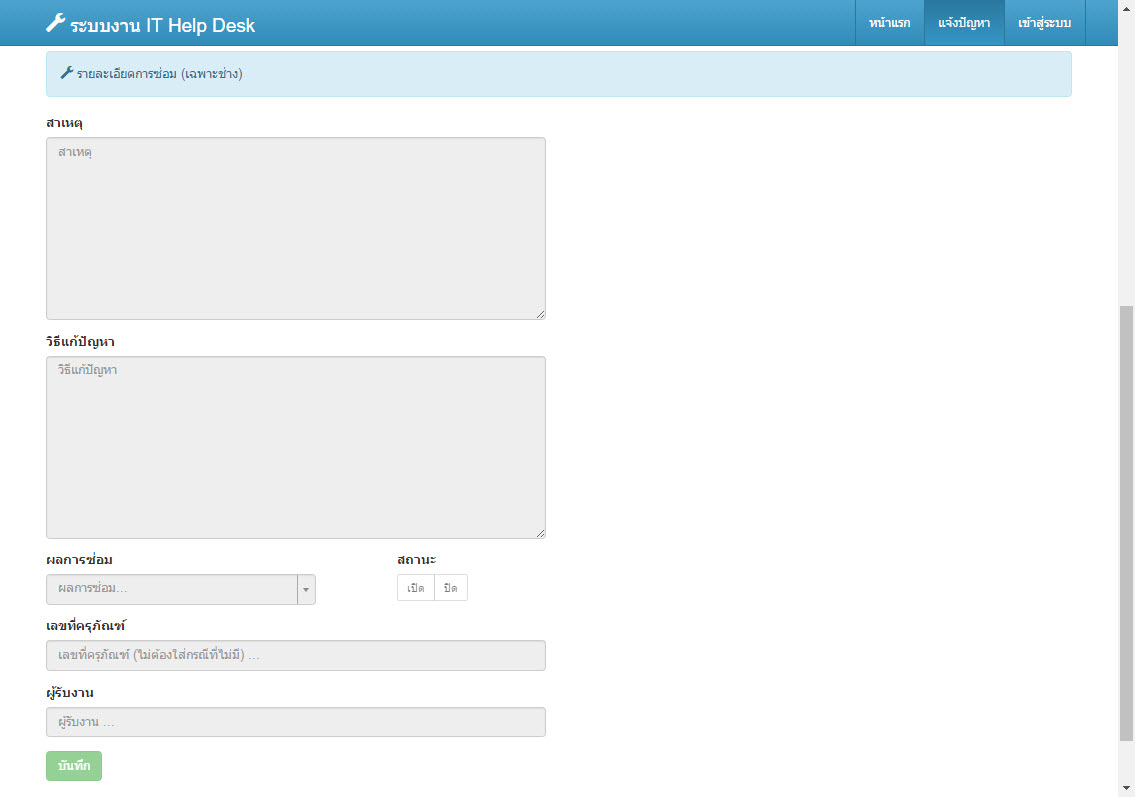 ระบบงาน IT Help Desk
หน้าแรก
แจ้งปัญหา
เข้าสู่ระบบ
รายละเอียดการซ่อม (เฉพาะช่าง)
สาเหตุ
สาเหตุ
วิธีแก้ปัญหา
วิธีแก้ปัญหา
ผลการซ่อม
สถานะ
ผลการซ่อม...
เปิด
ปิด
เลขที่ครุภัณฑ์
เลขที่ครุภัณฑ์ (ไม่ต้องใส่กรณีที่ไม่มี) ...
ผู้รับงาน
ผู้รับงาน ...
บันทึก